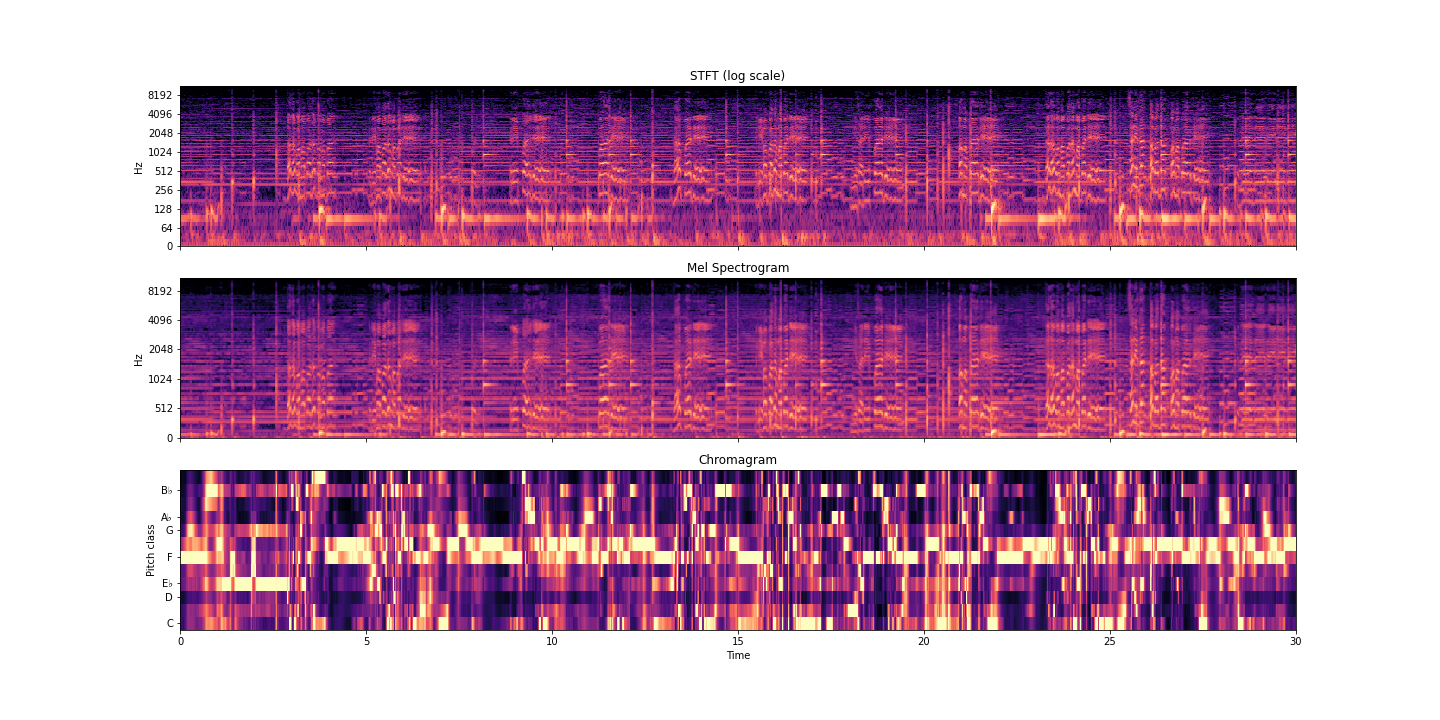 STFT (log scale)
8192
4096
2048
1024
512
256
128
64
0
Hz
Mel Spectrogram
8192
4096
2048
1024
512
0
Hz
Chromagram
B♭
A♭
G
F
E♭
D
C
Pitch class
0 5 10 15 20 25 30
Time